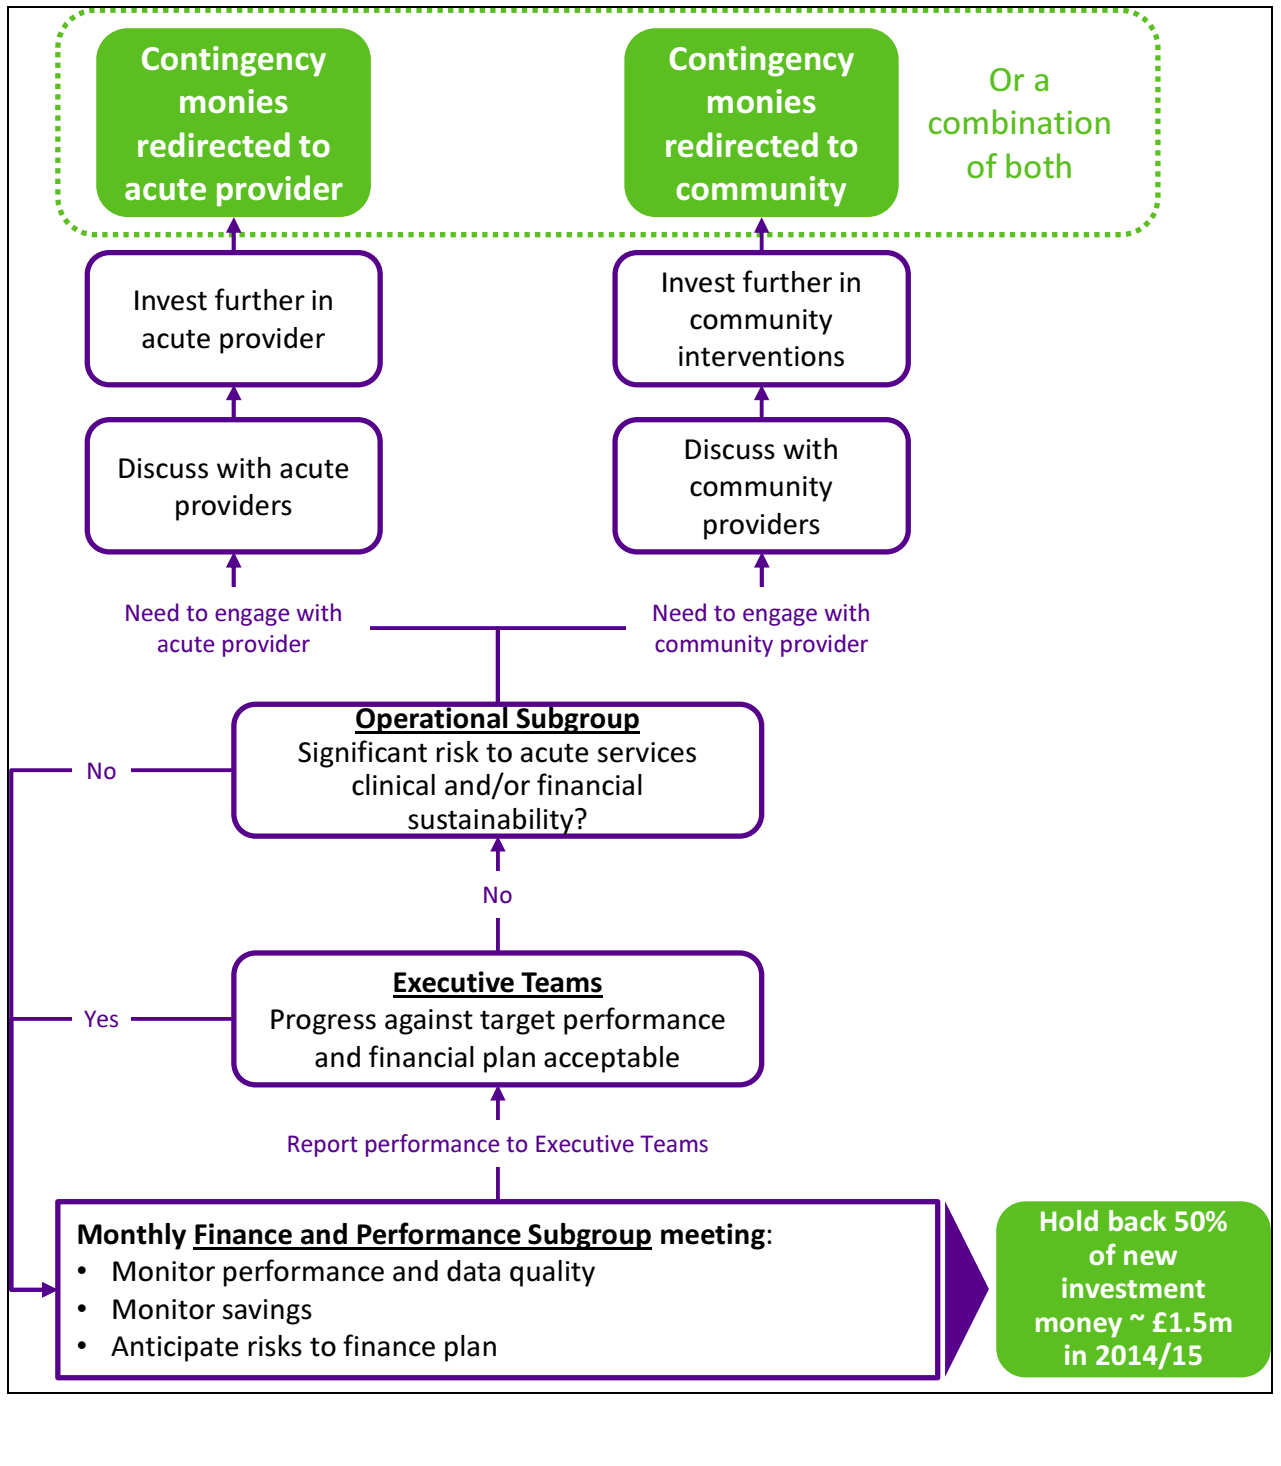 Contingency
monies
redirected to
acute provider
Contingency
monies
redirected to
community
Or a
combination
of both
Invest further in
acute provider
Invest further in
community
interventions
Discuss with acute
providers
Discuss with
community
providers
Need to engage with
acute provider
Need to engage with
community provider
Operational Subgroup
Significant risk to acute services
clinical and/or financial
sustainability?
No
No
Executive Teams
Progress against target performance
and financial plan acceptable
Yes
Report performance to Executive Teams
Monthly Finance and Performance Subgroup meeting:
• Monitor performance and data quality
• Monitor savings
• Anticipate risks to finance plan
Hold back 50%
of new
investment
money ~ £1.5m
in 2014/15